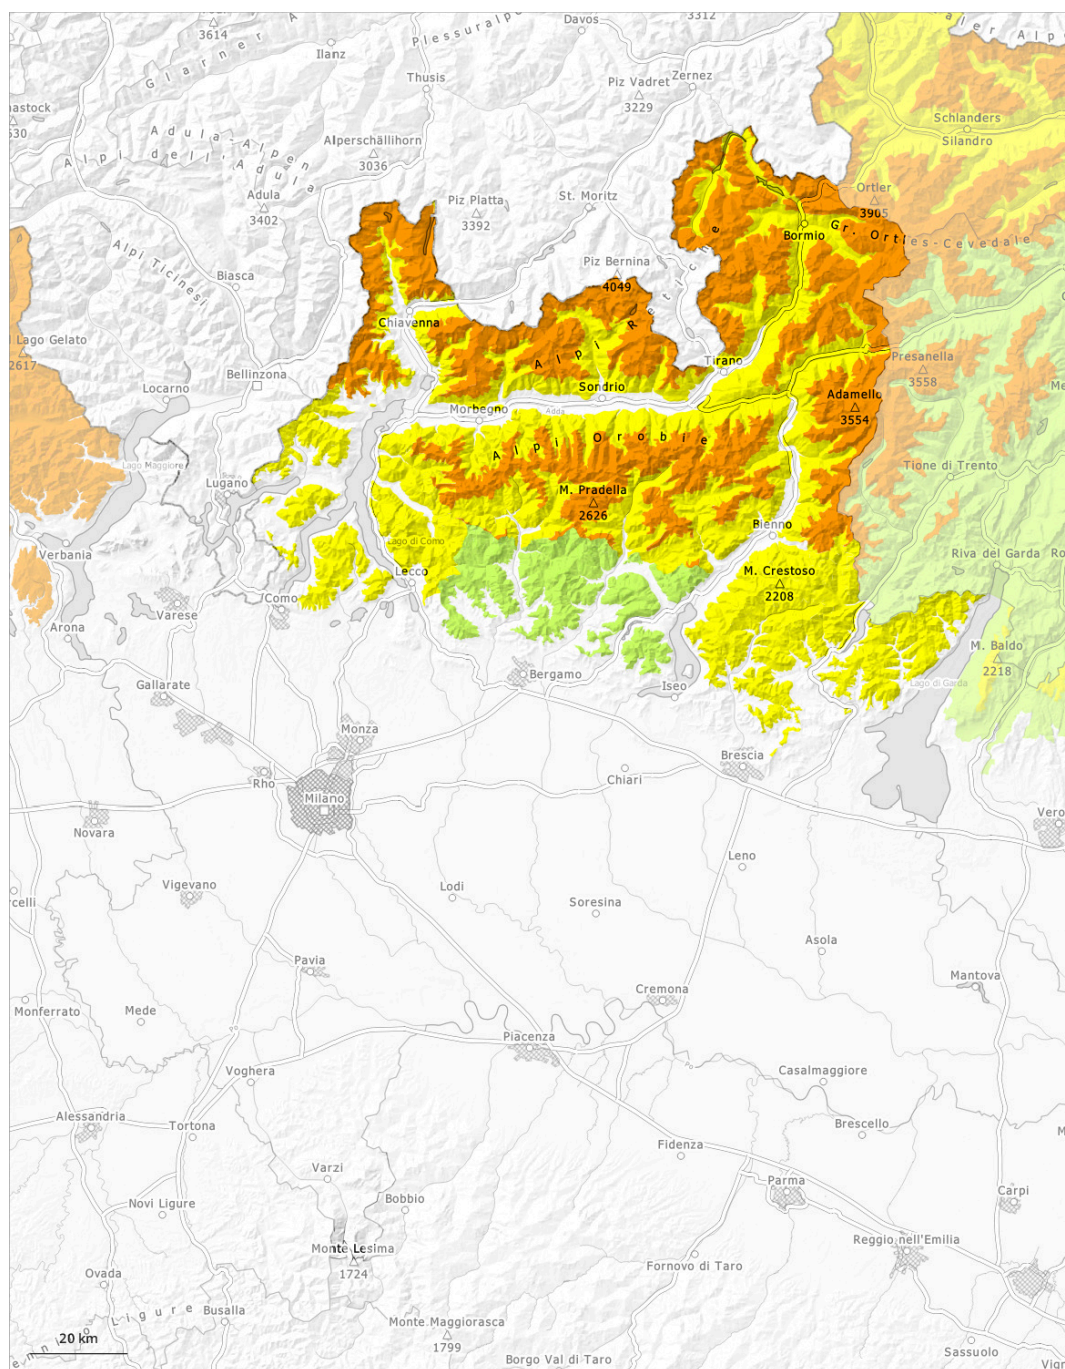 3614
Ilanz
Plessuralpen
Davos
3312
Glarner
Thusis
Piz Vadret
3229
Zernez
Schlanders
Silandro
Adula-Alpen
Alpi dell'Adula
Alperschällihorn
3036
Adula
3402
Piz Platta
3392
St. Moritz
Ortler
3905
Alpi Ticinesi
Biasca
Piz Bernina
4049
Bormio
Gr. Ortles-Cevedale
Chiavenna
Alpi Retiche
Lago Gelato
2617
Bellinzona
Locarno
Tirano
Presanella
3558
Sondrio
Adamello
3554
Morbegno
Adda
Alpi Orobie
Lago Maggiore
Lugano
Tione di Trento
M. Pradella
2626
Bienno
Verbania
Lago di Como
Lecco
Riva del Garda
M. Crestoso
2208
Como
Varese
Arona
M. Baldo
2218
Bergamo
Iseo
Lago di Garda
Gallarate
Monza
Brescia
Rho
Chiari
Milano
Novara
Vero
Leno
Vigevano
Lodi
Soresina
Asola
Pavia
Mantova
Cremona
Monferrato
Mede
Piacenza
Po
Voghera
Casalmaggiore
Alessandria
Tortona
Brescello
Fidenza
Varzi
Parma
Bobbio
Carpi
Novi Ligure
Monte Lesima
1724
Reggio nell'Emilia
Fornovo di Taro
Ovada
Ligure
Busalla
Monte Maggiorasca
1799
20 km
Sassuolo
Borgo Val di Taro